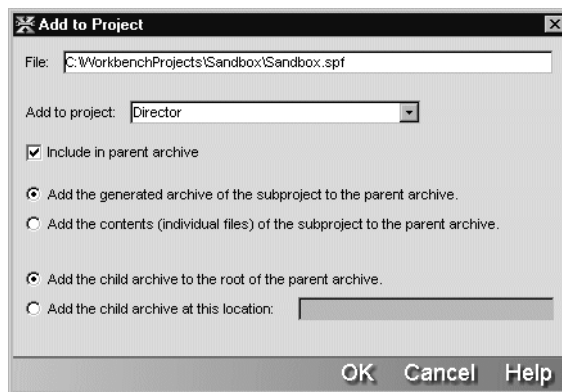 Add to Project
File: C:\WorkbenchProjects\Sandbox\Sandbox.spf
Add to project: Director
Include in parent archive
Add the generated archive of the subproject to the parent archive.
Add the contents (individual files) of the subproject to the parent archive.
Add the child archive to the root of the parent archive.
Add the child archive at this location:
OK Cancel Help